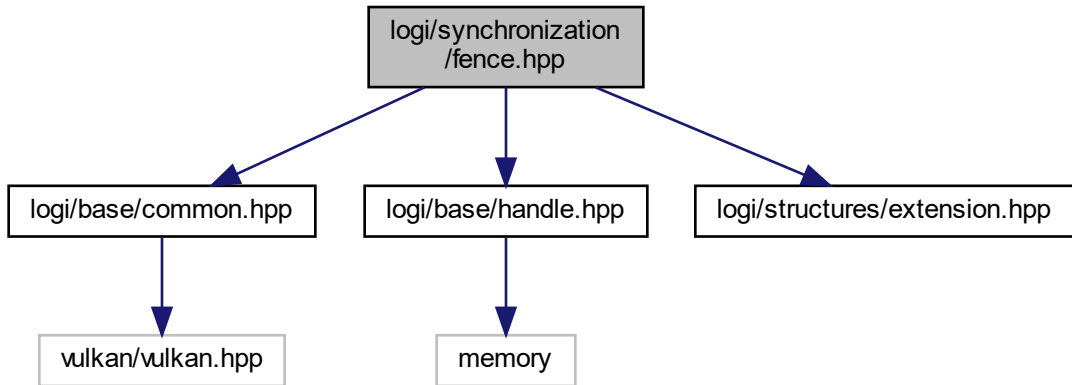 logi/synchronization
/fence.hpp
logi/base/common.hpp
logi/base/handle.hpp
logi/structures/extension.hpp
vulkan/vulkan.hpp
memory